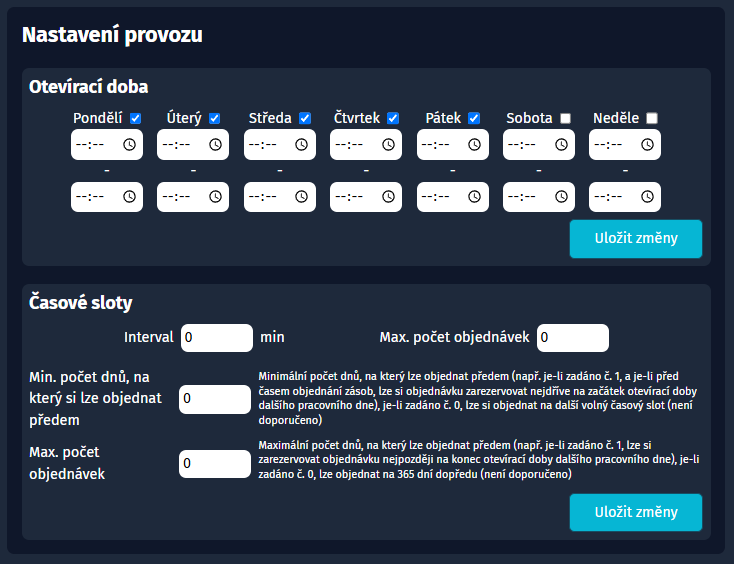 Nastavení provozu
Otevírací doba
Pondělí Úterý Středa Čtvrtek Pátek Sobota Neděle
--:-- --:-- --:-- --:-- --:-- --:-- --:--
- - - - - - -
--:-- --:-- --:-- --:-- --:-- --:-- --:--
Uložit změny
Časové sloty
Interval 0 min Max. počet objednávek 0
Min. počet dnů, na
který si lze objednat
předem
0
Minimální počet dnů, na který lze objednat předem (např. je-li zadáno č. 1, a je-li před
časem objednání zásob, lze si objednávku zarezervovat nejdříve na začátek otevírací doby
dalšího pracovního dne), je-li zadáno č. 0, lze si objednat na další volný časový slot (není
doporučeno)
Max. počet
objednávek
0
Maximální počet dnů, na který lze objednat předem (např. je-li zadáno č. 1, lze si
zarezervovat objednávku nejpozději na konec otevírací doby dalšího pracovního dne), je-li
zadáno č. 0, lze objednat na 365 dní dopředu (není doporučeno)
Uložit změny